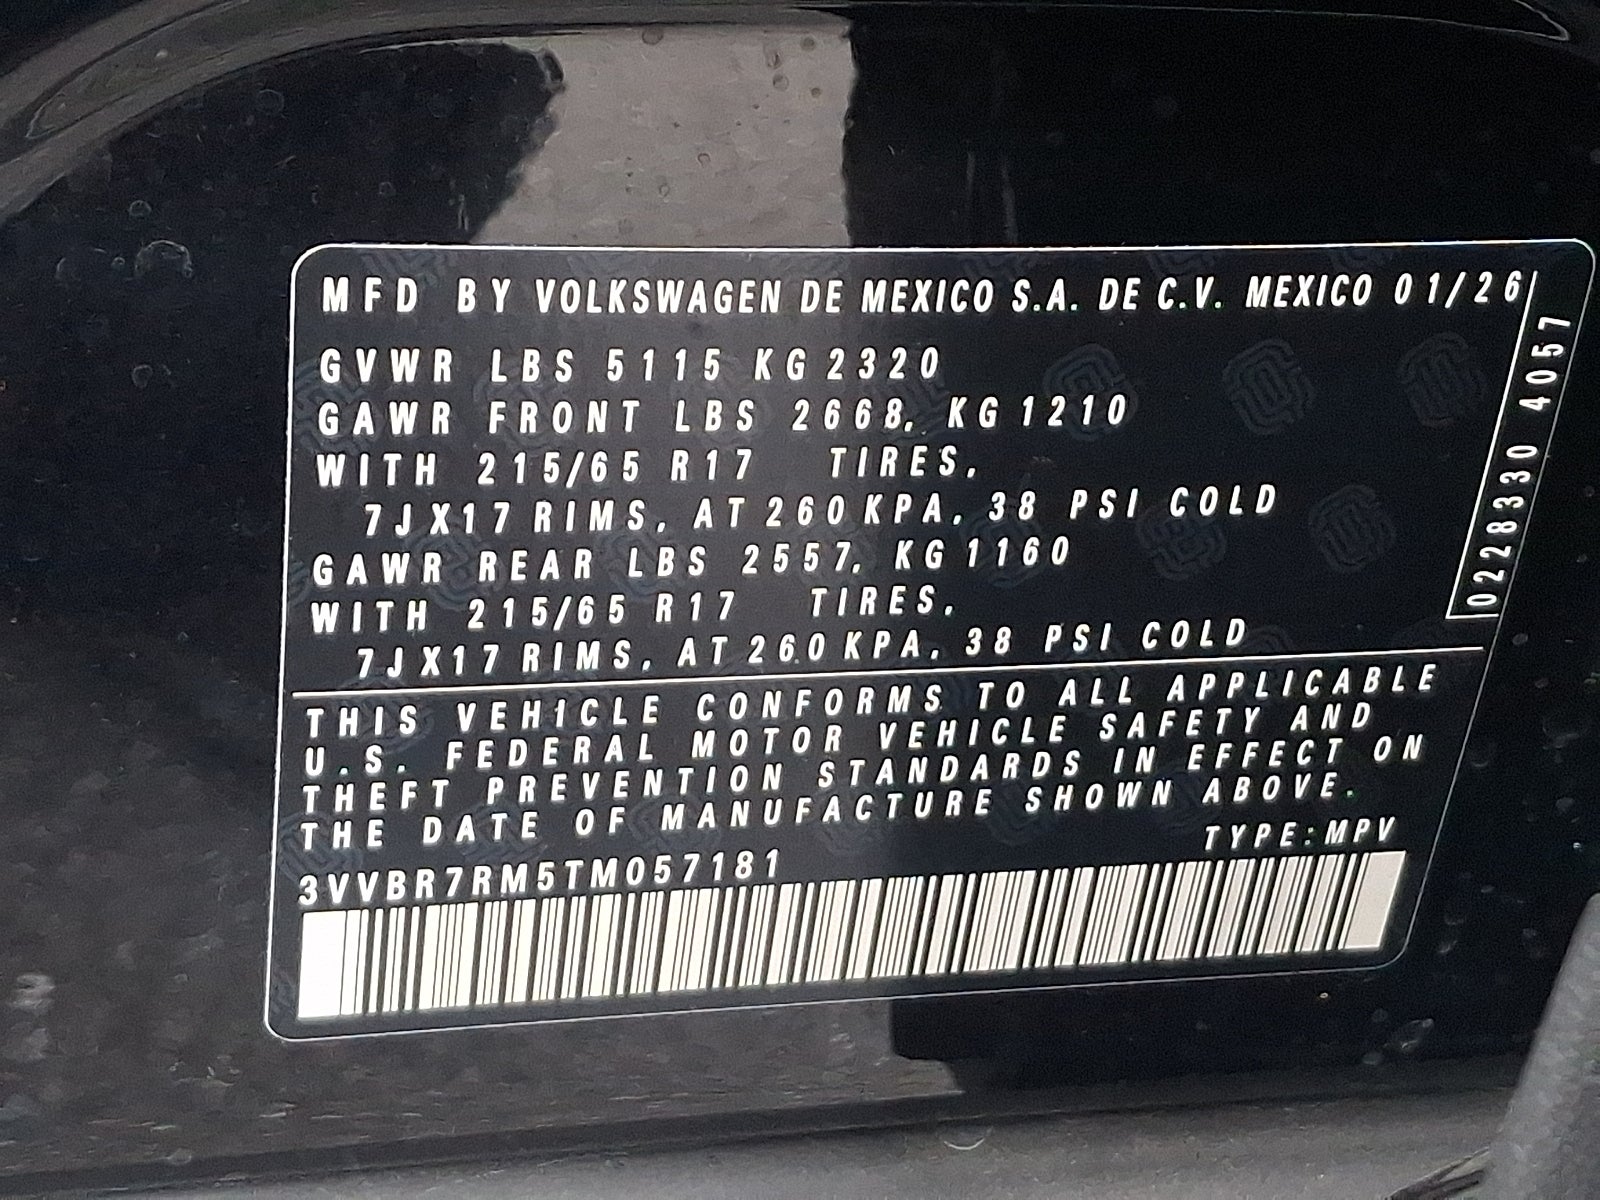 MFD BY VOLKSWAGEN DE MEXICO S.A. DE C.V. MEXICO 01/26
GVWR LBS 5115 KG 2320
GAWR FRONT LBS 2668, KG 1210
WITH 215/65 R17 TIRES,
7JX17 RIMS, AT 260 KPA, 38 PSI COLD
GAWR REAR LBS 2557, KG 1160
WITH 215/65 R17 TIRES,
7JX17 RIMS, AT 260 KPA, 38 PSI COLD
0228330 4057
THIS VEHICLE CONFORMS TO ALL APPLICABLE
U.S. FEDERAL MOTOR VEHICLE SAFETY AND
THEFT PREVENTION STANDARDS IN EFFECT ON
THE DATE OF MANUFACTURE SHOWN ABOVE.
TYPE:MPV
3VVBR7RM5TM057181